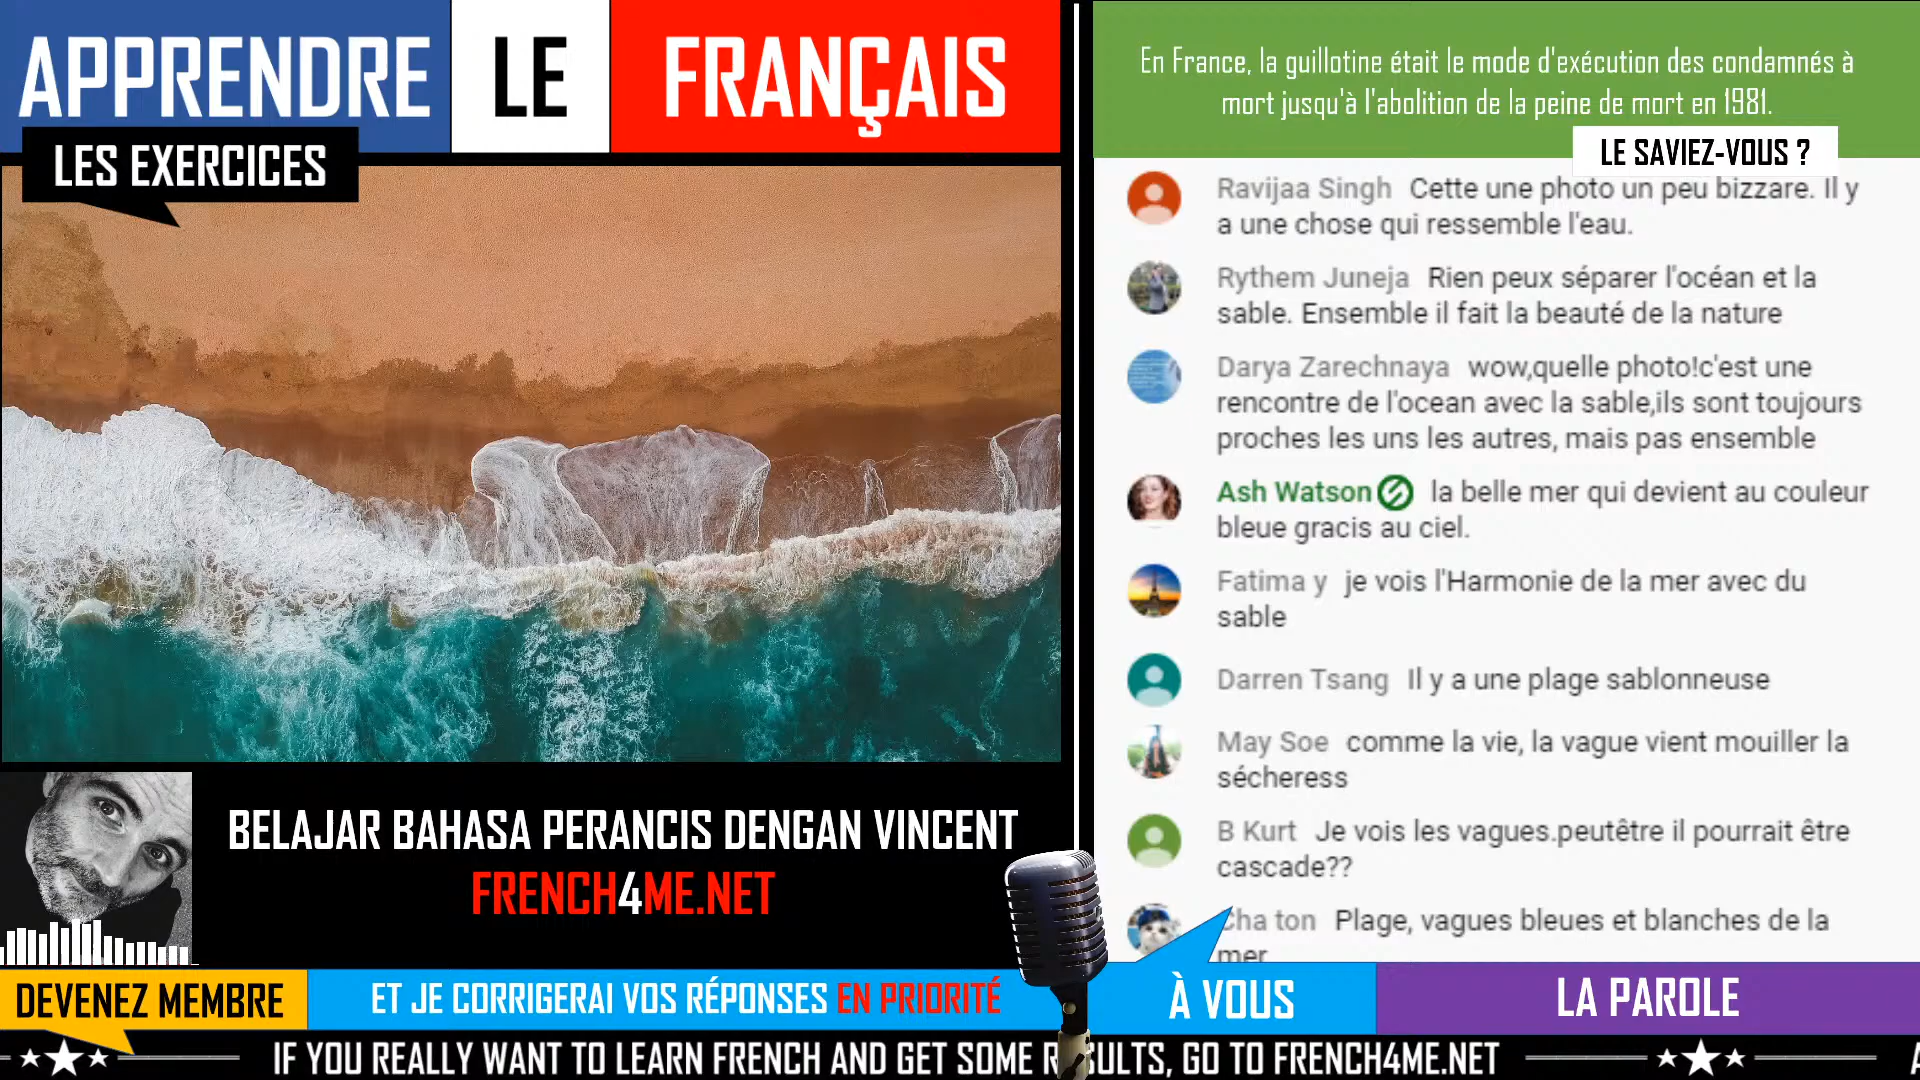 APPRENDRE LE FRANÇAIS
LES EXERCICES
En France, la guillotine était le mode d'exécution des condamnés à
mort jusqu'à l'abolition de la peine de mort en 1981.
LE SAVIEZ-VOUS ?
Ravijaa Singh Cette une photo un peu bizzare. Il y
a une chose qui ressemble l'eau.
Rythem Juneja Rien peux séparer l'océan et la
sable. Ensemble il fait la beauté de la nature
Darya Zarechnaya wow,quelle photo!c'est une
rencontre de l'ocean avec la sable,ils sont toujours
proches les uns les autres, mais pas ensemble
Ash Watson la belle mer qui devient au couleur
bleue gracis au ciel.
Fatima y je vois l'Harmonie de la mer avec du
sable
Darren Tsang Il y a une plage sablonneuse
May Soe comme la vie, la vague vient mouiller la
sécheress
B Kurt Je vois les vagues.peutêtre il pourrait être
cascade??
Cha ton Plage, vagues bleues et blanches de la
mer
BELAJAR BAHASA PERANCIS DENGAN VINCENT
FRENCH4ME.NET
DEVENEZ MEMBRE
ET JE CORRIGERAI VOS RÉPONSES EN PRIORITÉ
À VOUS
LA PAROLE
IF YOU REALLY WANT TO LEARN FRENCH AND GET SOME RESULTS, GO TO FRENCH4ME.NET